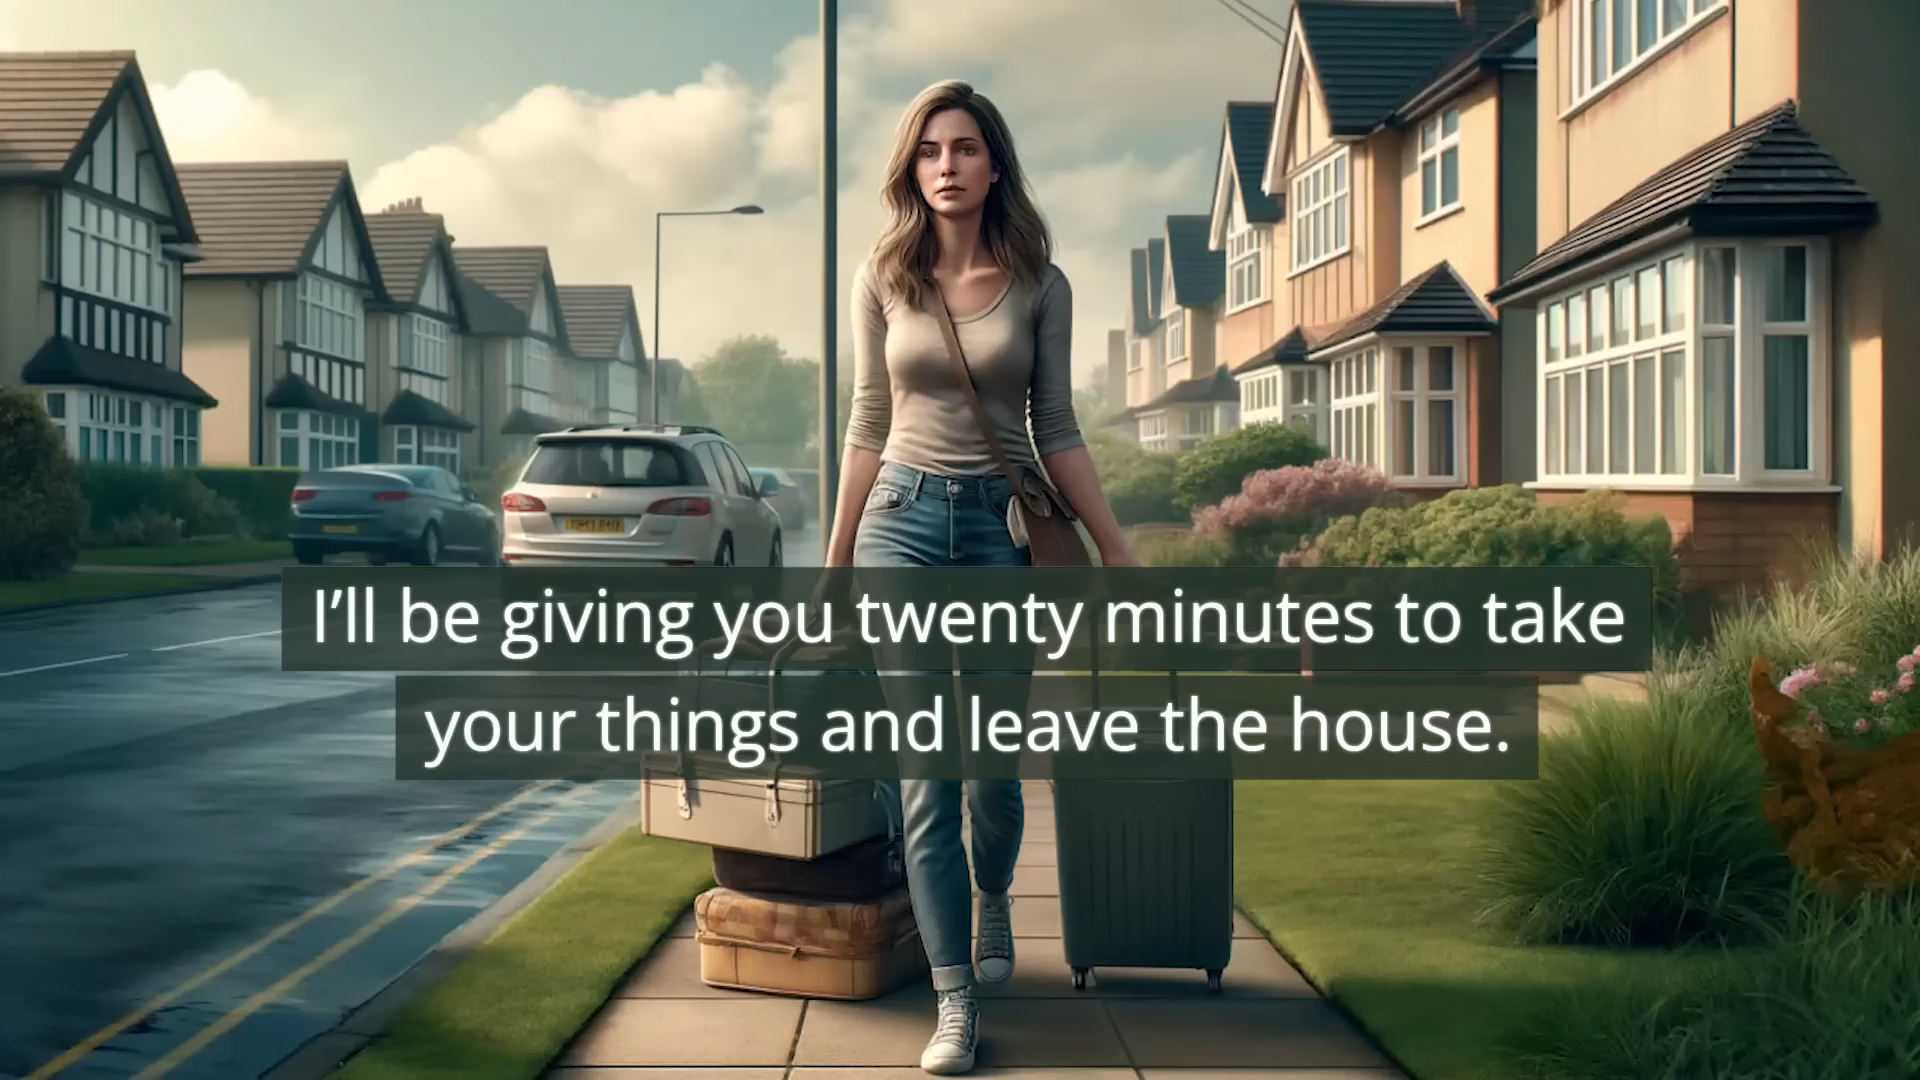 I’ll be giving you twenty minutes to take
your things and leave the house.